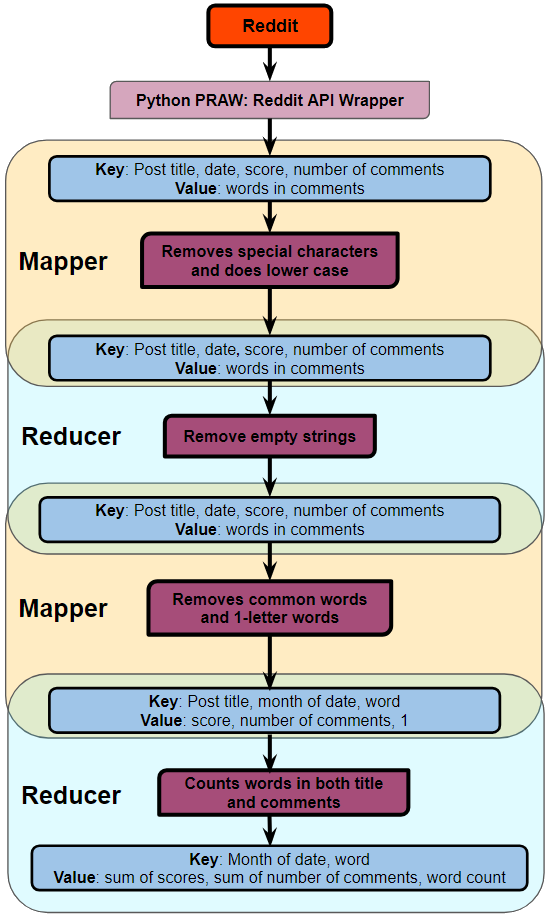 Reddit
Python PRAW: Reddit API Wrapper
Key: Post title, date, score, number of comments
Value: words in comments
Mapper
Removes special characters
and does lower case
Key: Post title, date, score, number of comments
Value: words in comments
Reducer
Remove empty strings
Key: Post title, date, score, number of comments
Value: words in comments
Mapper
Removes common words
and 1-letter words
Key: Post title, month of date, word
Value: score, number of comments, 1
Reducer
Counts words in both title
and comments
Key: Month of date, word
Value: sum of scores, sum of number of comments, word count